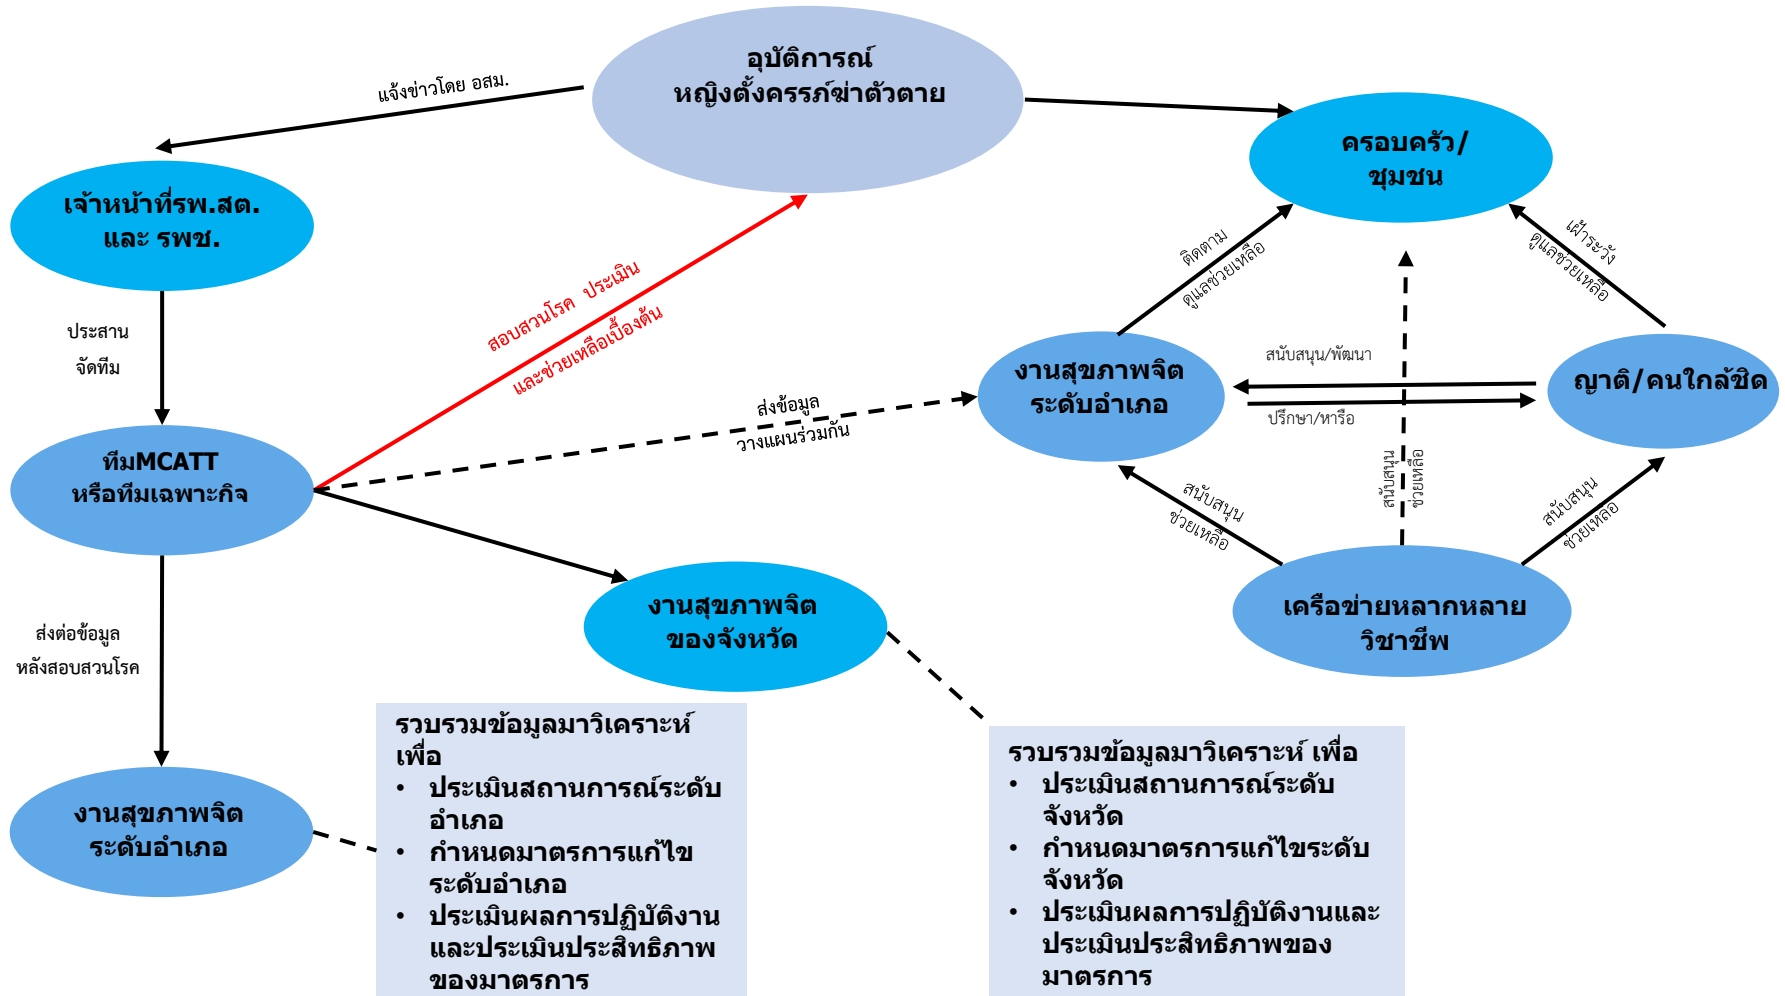 อุบัติการณ์
หญิงตั้งครรภ์ฆ่าตัวตาย
แจ้งข่าวโดย อสม.
ครอบครัว/
ชุมชน
เจ้าหน้าที่รพ.สต.
และ รพช.
ติดตาม
ดูแลช่วยเหลือ
เฝ้าระวัง
ดูแลช่วยเหลือ
สอบสวนโรค ประเมิน
และช่วยเหลือเบื้องต้น
ประสาน
จัดทีม
งานสุขภาพจิต
ระดับอำเภอ
สนับสนุน/พัฒนา
ปรึกษา/หารือ
ญาติ/คนใกล้ชิด
ส่งข้อมูล
วางแผนร่วมกัน
ทีมMCATT
หรือทีมเฉพาะกิจ
สนับสนุน
ช่วยเหลือ
สนับสนุน
ช่วยเหลือ
สนับสนุน
ช่วยเหลือ
เครือข่ายหลากหลาย
วิชาชีพ
งานสุขภาพจิต
ของจังหวัด
ส่งต่อข้อมูล
หลังสอบสวนโรค
งานสุขภาพจิต
ระดับอำเภอ
รวบรวมข้อมูลมาวิเคราะห์
เพื่อ
• ประเมินสถานการณ์ระดับ
อำเภอ
• กำหนดมาตรการแก้ไข
ระดับอำเภอ
• ประเมินผลการปฏิบัติงาน
และประเมินประสิทธิภาพ
ของมาตรการ
รวบรวมข้อมูลมาวิเคราะห์ เพื่อ
• ประเมินสถานการณ์ระดับ
จังหวัด
• กำหนดมาตรการแก้ไขระดับ
จังหวัด
• ประเมินผลการปฏิบัติงานและ
ประเมินประสิทธิภาพของ
มาตรการ